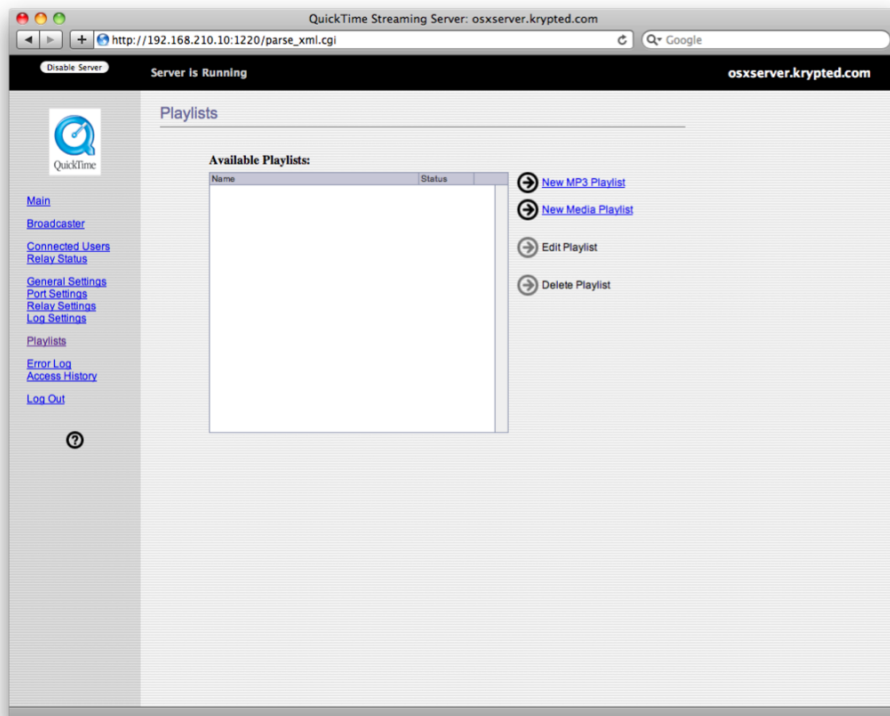 QuickTime Streaming Server: osxserver.krypted.com
http://192.168.210.10:1220/parse_xml.cgi
Google
Disable Server
Server is Running
osxserver.krypted.com
QuickTime
Main
Broadcaster
Connected Users
Relay Status
General Settings
Port Settings
Relay Settings
Log Settings
Playlists
Error Log
Access History
Log Out
?
Playlists
Available Playlists:
Name Status
New MP3 Playlist
New Media Playlist
Edit Playlist
Delete Playlist